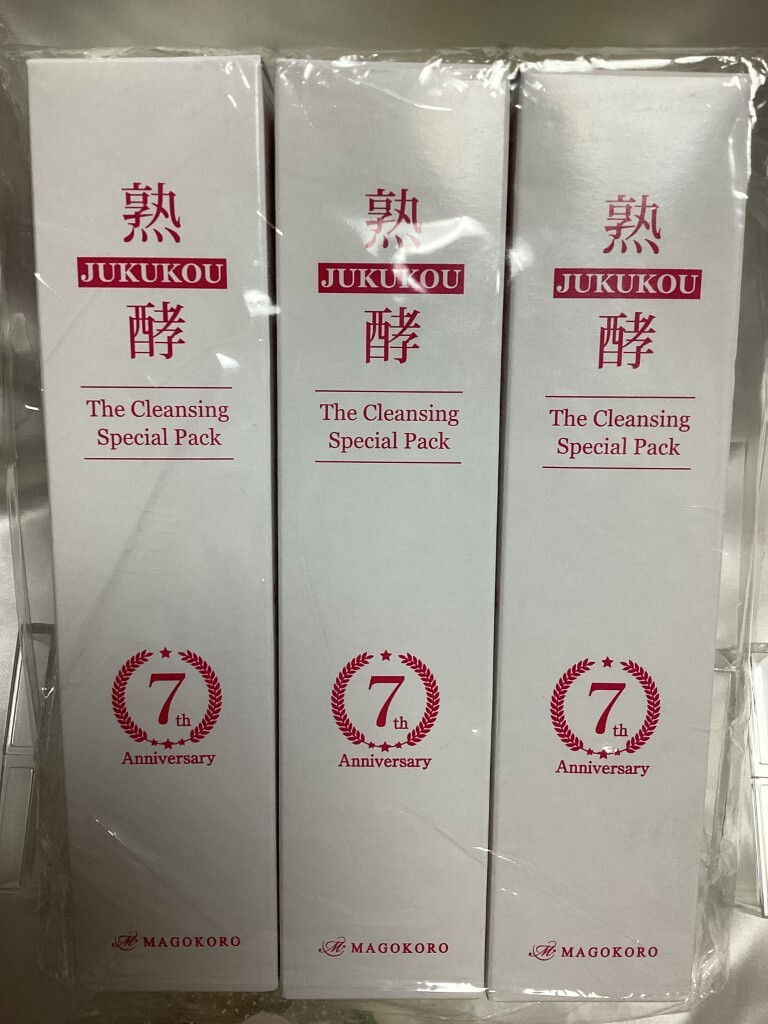 熟
JUKUKOU
酵
The Cleansing
Special Pack
7th
Anniversary
M MAGOKORO
熟
JUKUKOU
酵
The Cleansing
Special Pack
7th
Anniversary
M MAGOKORO
熟
JUKUKOU
酵
The Cleansing
Special Pack
7th
Anniversary
M MAGOKORO